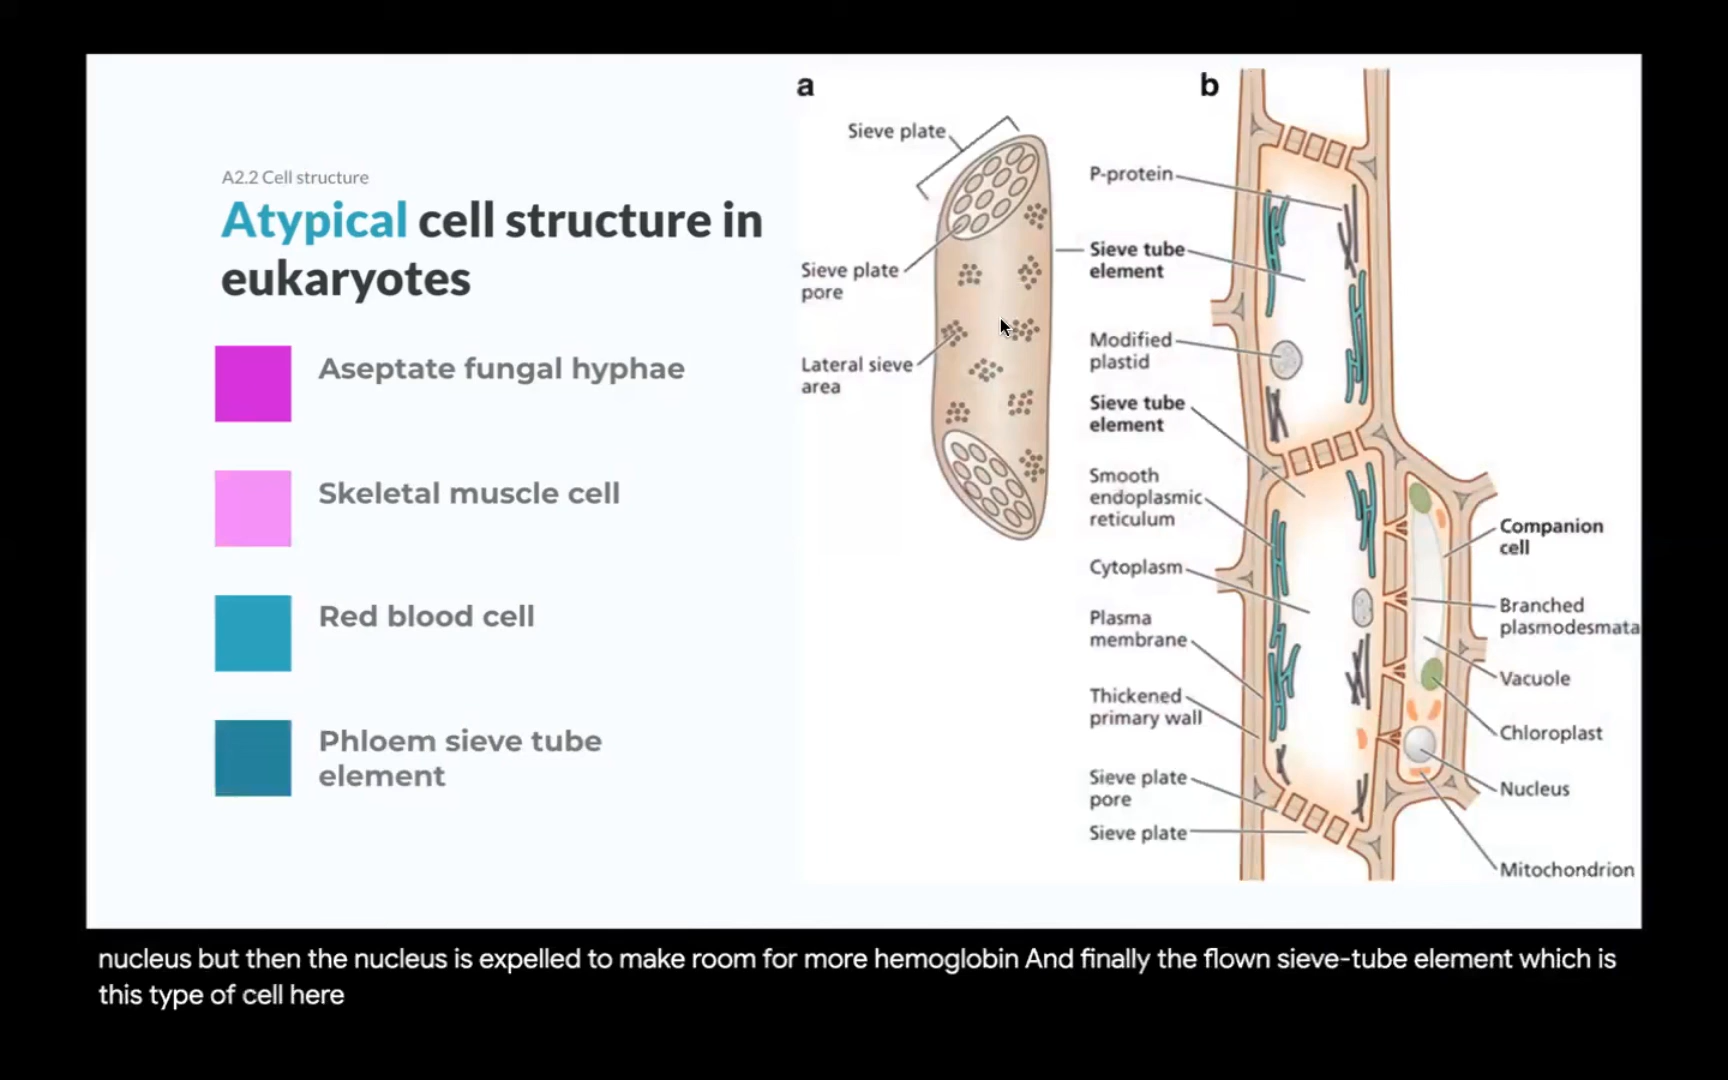 A2.2 Cell structure
Atypical cell structure in
eukaryotes
Aseptate fungal hyphae
Skeletal muscle cell
Red blood cell
Phloem sieve tube
element
a
Sieve plate
Sieve plate
pore
Lateral sieve
area
b
P-protein
Sieve tube
element
Modified
plastid
Sieve tube
element
Smooth
endoplasmic
reticulum
Cytoplasm
Plasma
membrane
Thickened
primary wall
Sieve plate
pore
Sieve plate
Companion
cell
Branched
plasmodesmata
Vacuole
Chloroplast
Nucleus
Mitochondrion
nucleus but then the nucleus is expelled to make room for more hemoglobin And finally the flown sieve-tube element which is
this type of cell here